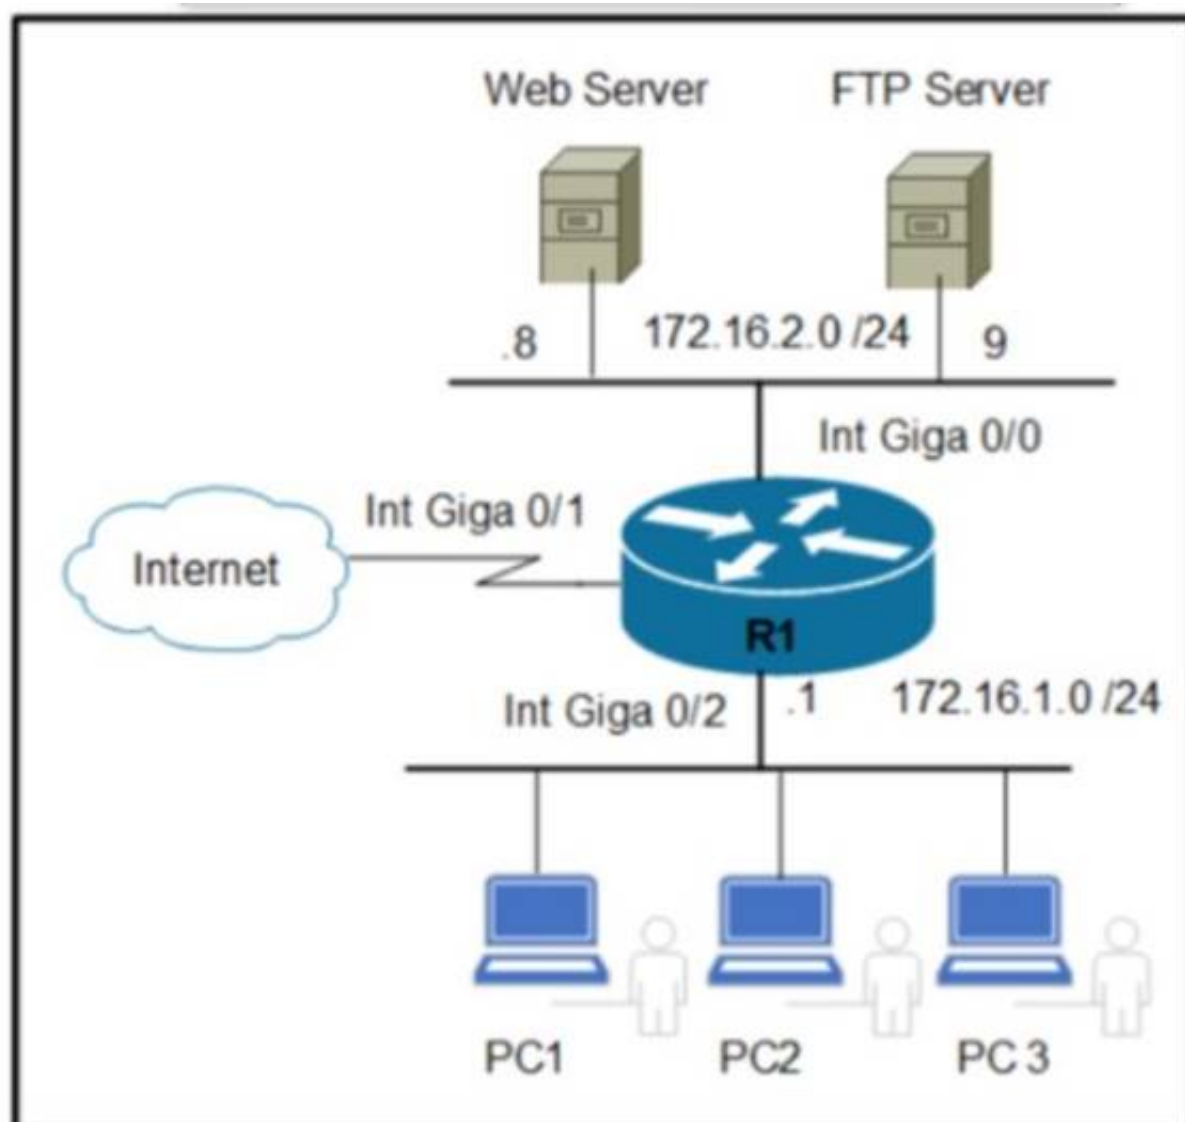 Web Server FTP Server
.8 172.16.2.0 /24 9
Int Giga 0/0
Int Giga 0/1
Internet
R1
Int Giga 0/2 .1 172.16.1.0 /24
PC1 PC2 PC 3